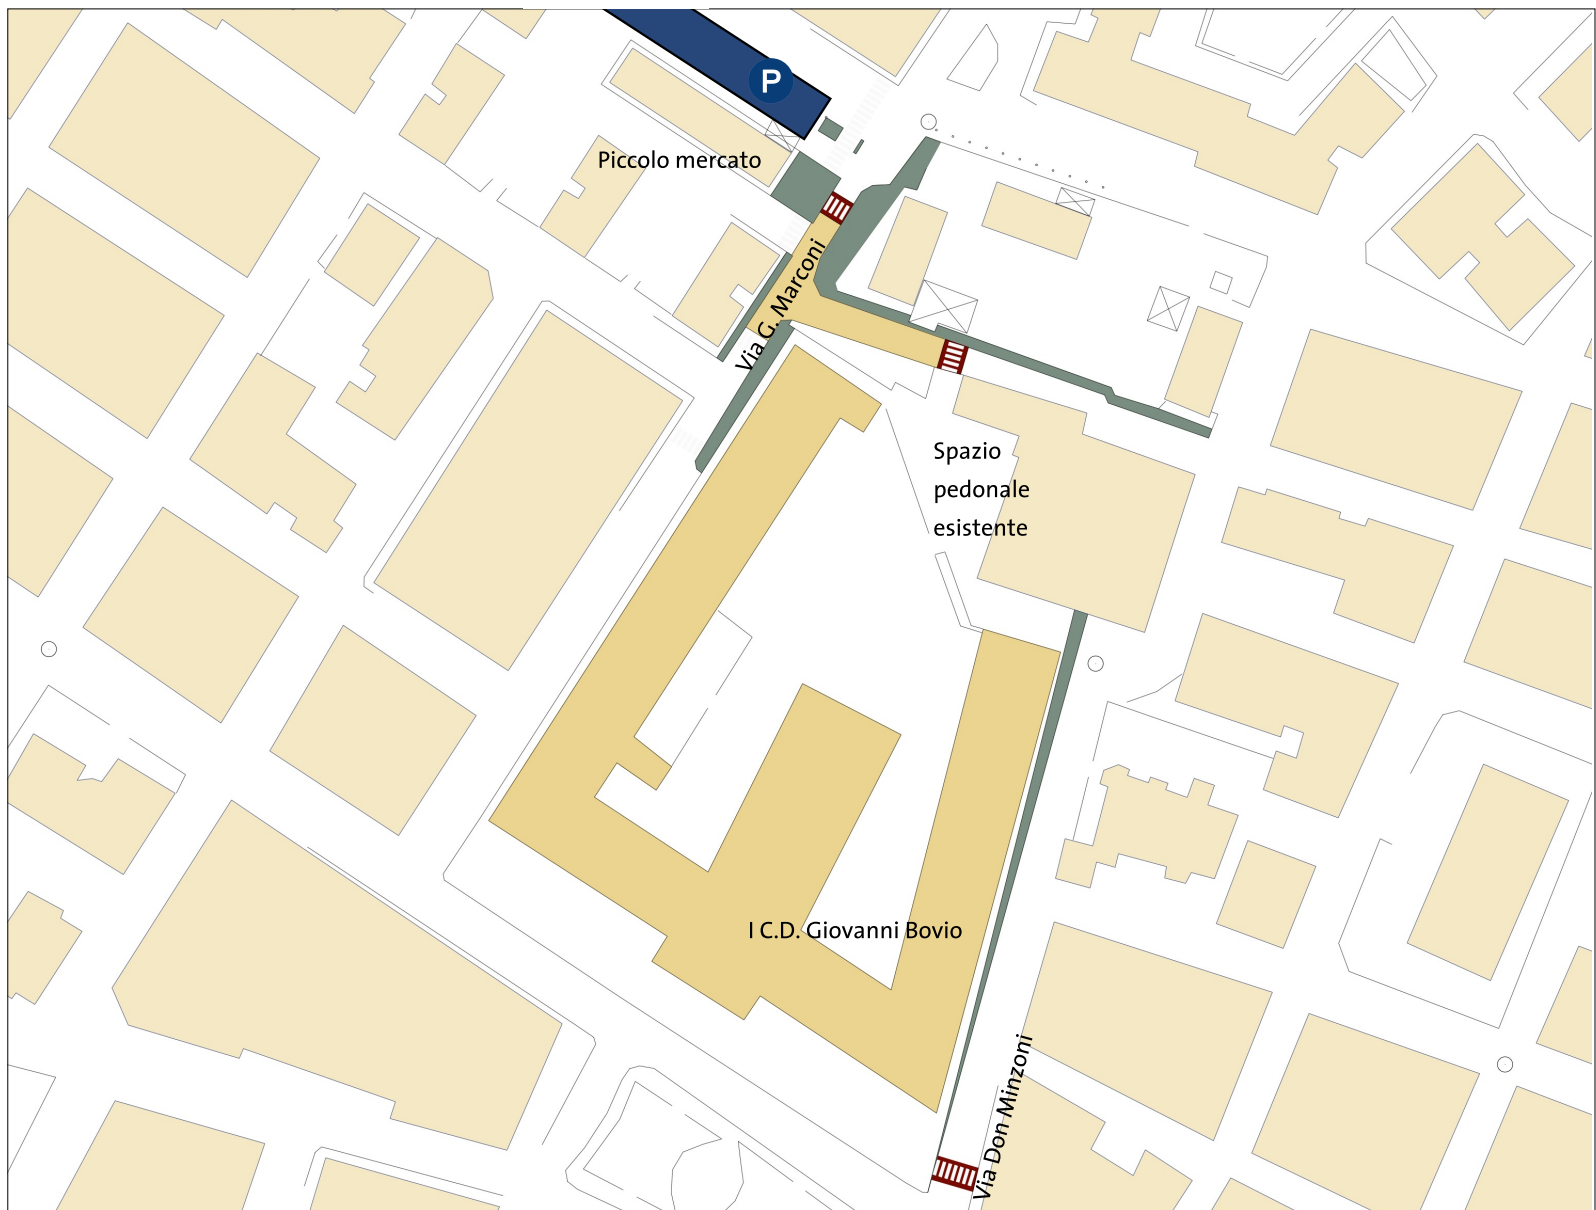 P
Piccolo mercato
Via G. Marconi
Spazio
pedonale
esistente
I C.D. Giovanni Bovio
Via Don Minzoni